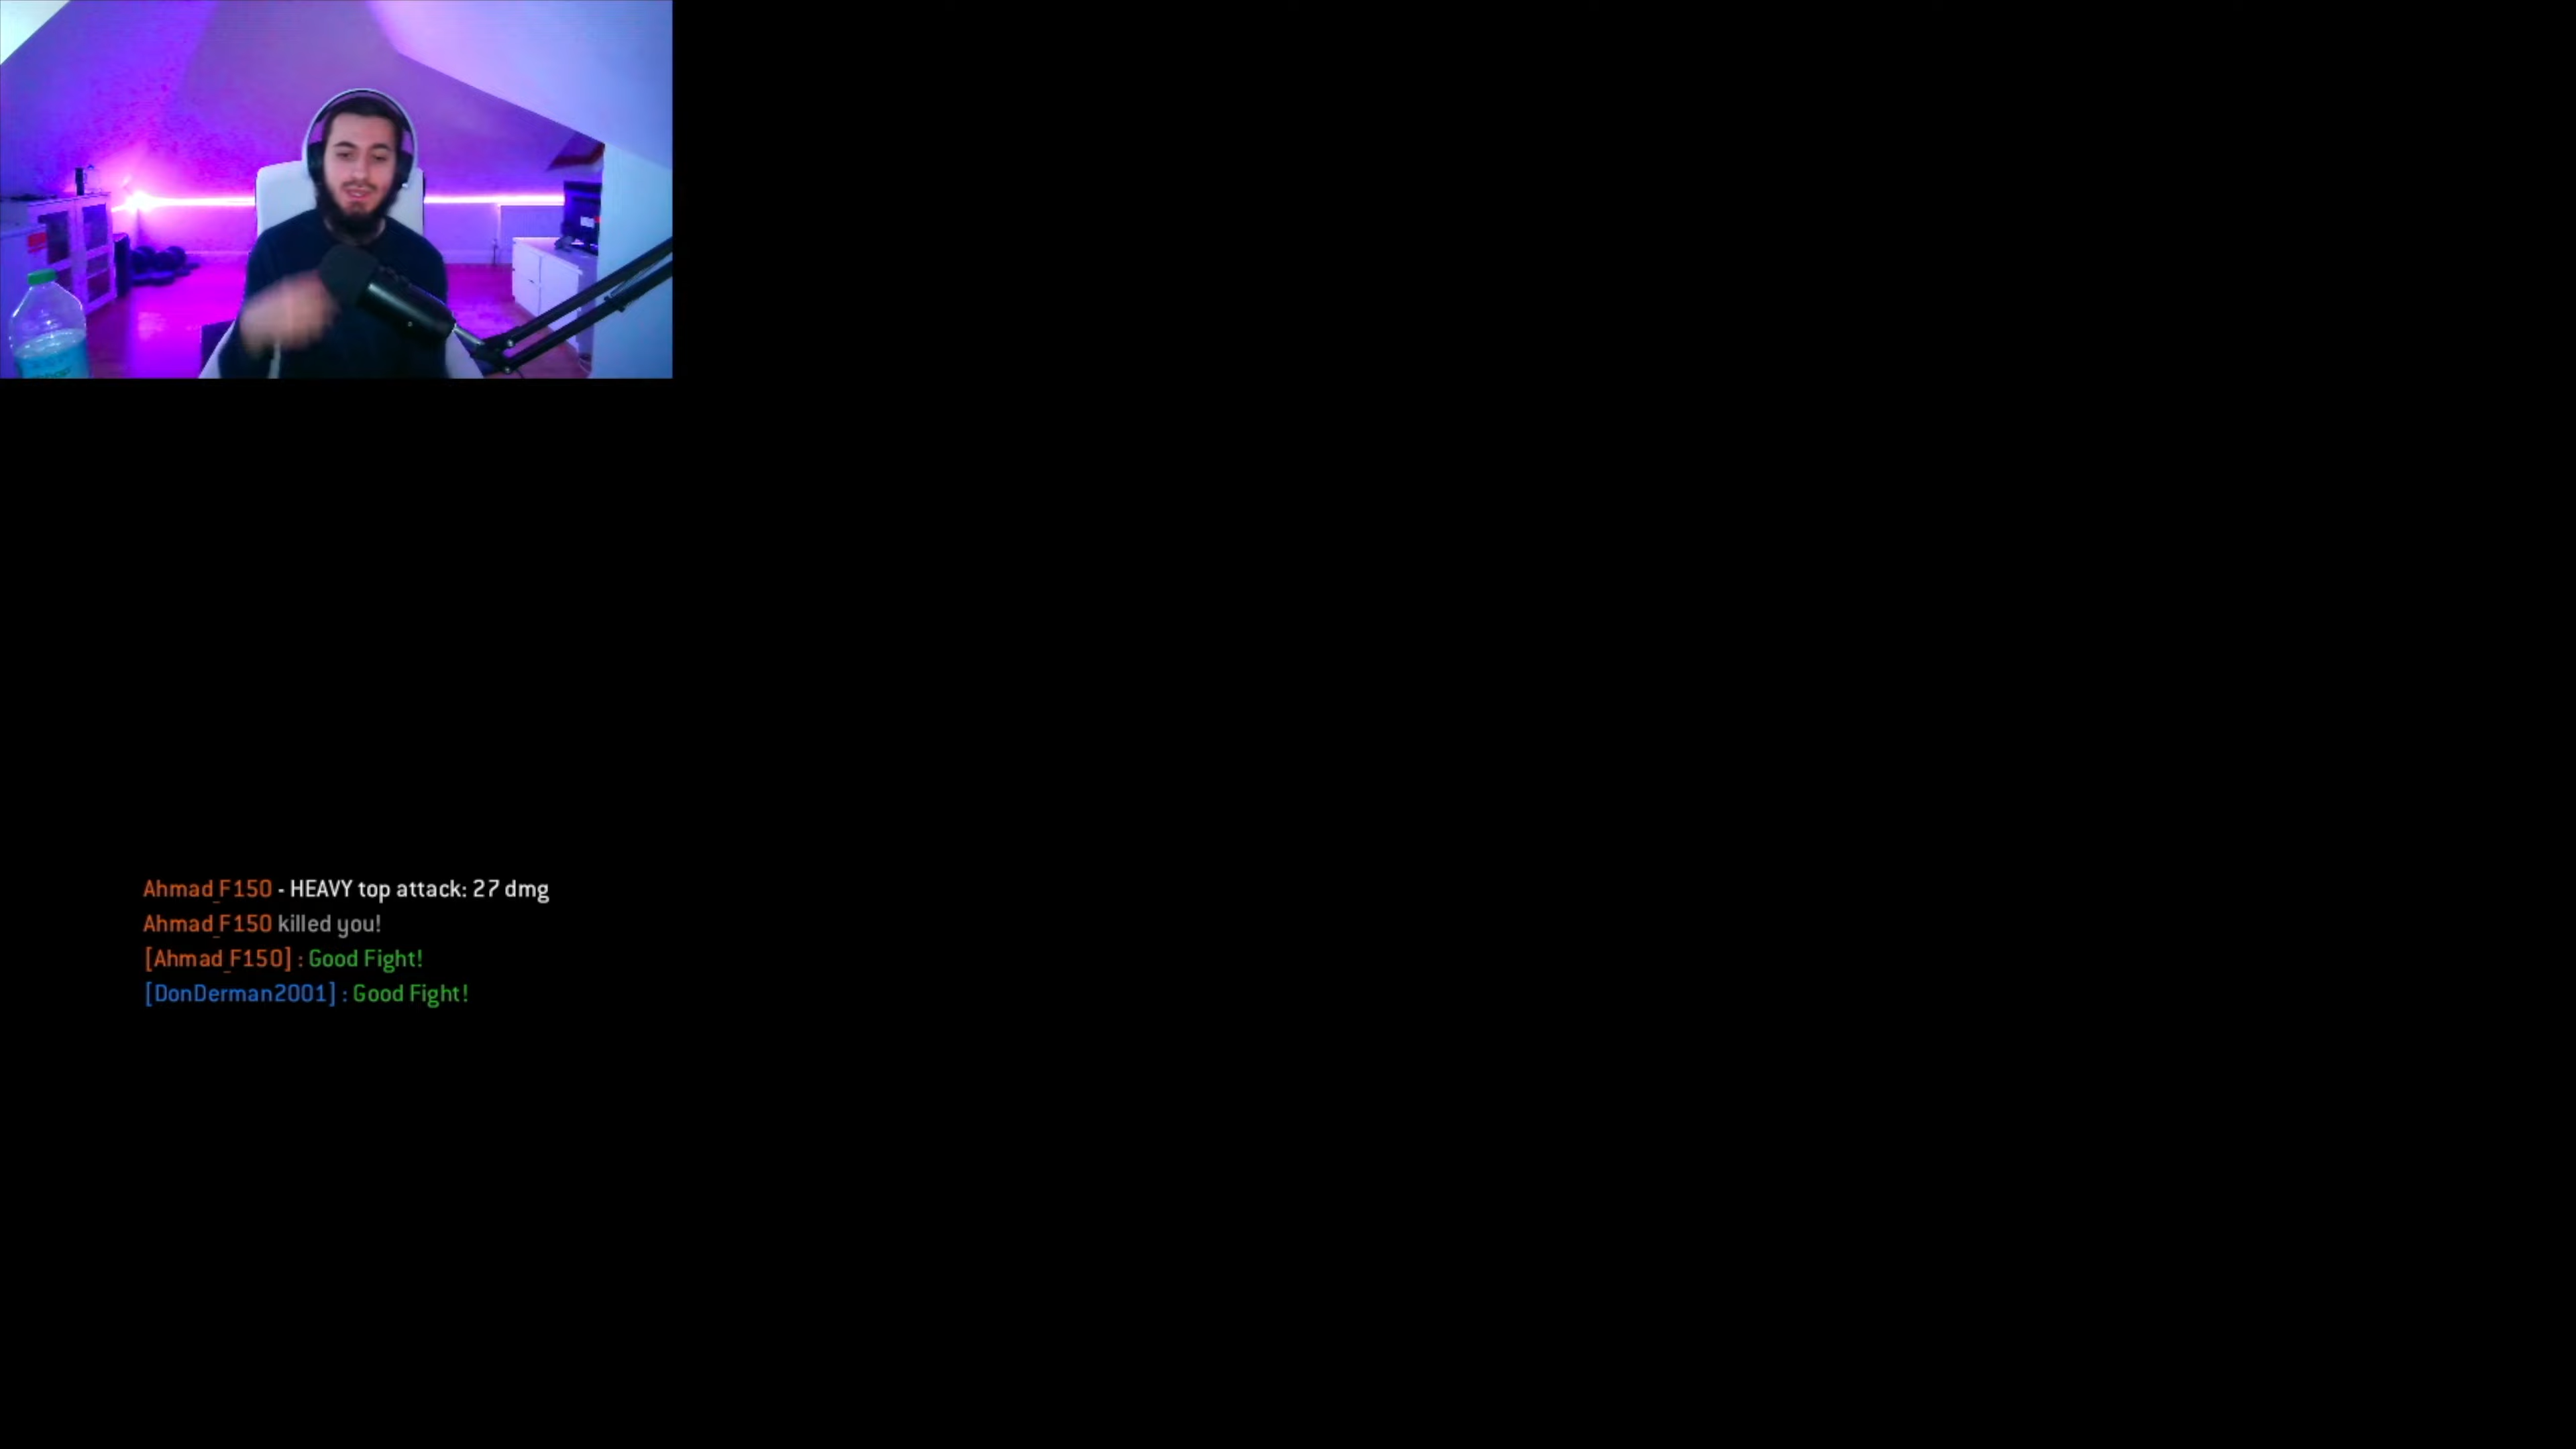 Ahmad_F150 - HEAVY top attack: 27 dmg
Ahmad_F150 killed you!
[Ahmad_F150] : Good Fight!
[DonDerman2001] : Good Fight!